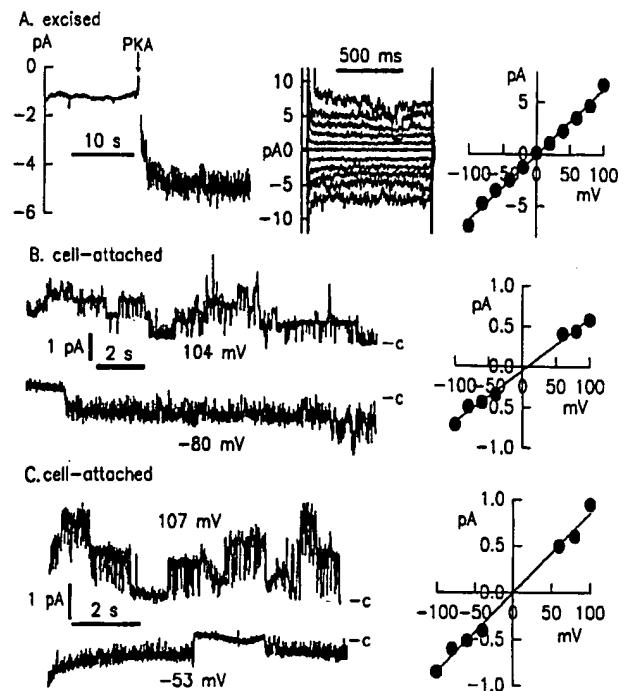 A. excised
pA
PKA
0
-2
-4
-6
10 s
500 ms
10
5
pA0
-5
-10
pA
5
-100-50
0 50 100
mV
-5
B. cell-attached
1 pA
2 s
104 mV
-c
-c
-80 mV
pA
1.0
0.5
0.0
-100-50
0 50 100
mV
0.5
-1.0
C. cell-attached
107 mV
1 pA
2 s
-c
-c
-53 mV
pA
1.0
0.5
0.0
-100 -50
0 50 100
mV
-0.5
-1.0